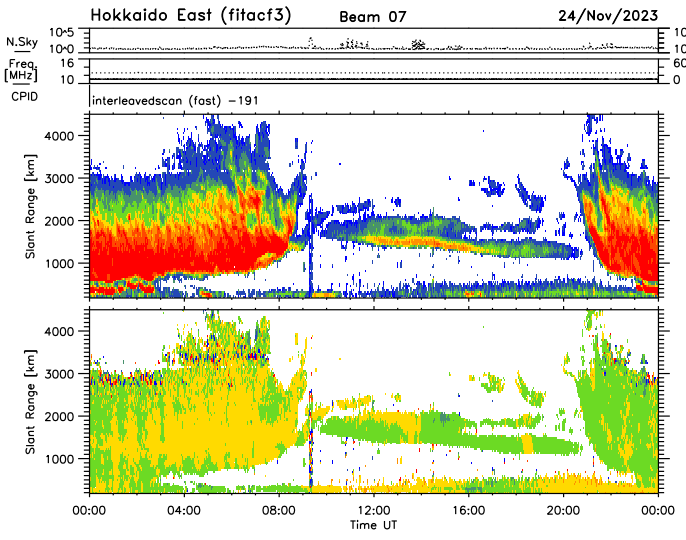 Hokkaido East (fitacf3) Beam 07 24/Nov/2023
N.Sky 10^5 10^0 10 10
Freq. [MHz] 16 10 60 0
CPID interleavedscan (fast) -191
Slant Range [km] 4000 3000 2000 1000
Slant Range [km] 4000 3000 2000 1000
00:00 04:00 08:00 12:00 16:00 20:00 00:00
Time UT